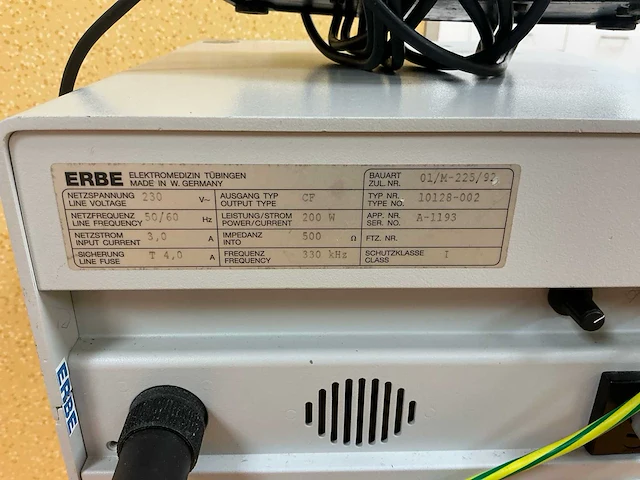 ERBE ELEKTROMEDIZIN TÜBINGEN
MADE IN W. GERMANY
BAUART 01/M-225/92
ZUL. NR.
NETZSPANNUNG 230 V~
LINE VOLTAGE
AUSGANG TYP CF
OUTPUT TYPE
TYP NR. 10128-002
TYPE NO.
NETZFREQUENZ 50/60 Hz
LINE FREQUENCY
LEISTUNG/STROM 200 W
POWER/CURRENT
APP. NR. A-1193
SER. NO.
NETZSTROM 3,0 A
INPUT CURRENT
IMPEDANZ 500 Ω
INTO
FTZ. NR.
SICHERUNG T 4,0 A
LINE FUSE
FREQUENZ 330 kHz
FREQUENCY
SCHUTZKLASSE I
CLASS
ERBE